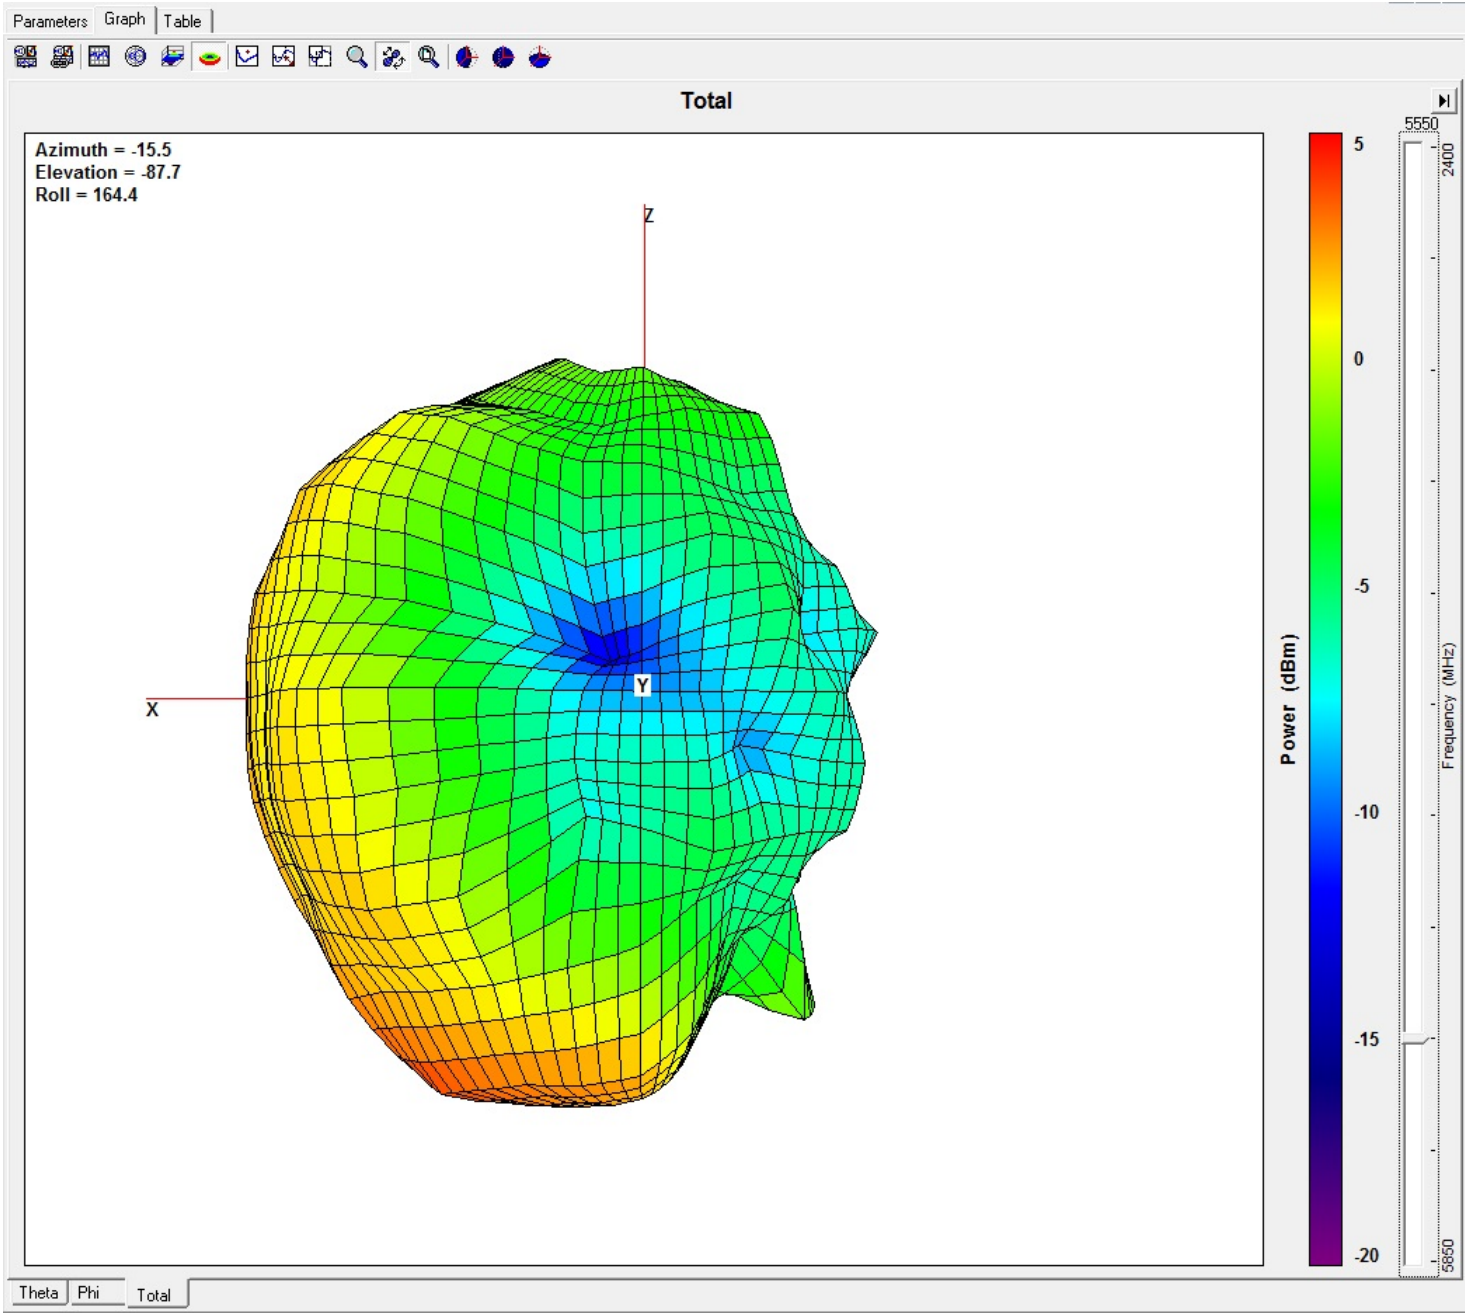 Parameters Graph Table
Total
5550
Azimuth = -15.5
Elevation = -87.7
Roll = 164.4
Z
X
Y
5
0
-5
-10
-15
-20
Power (dBm)
2400
Frequency (MHz)
5850
Theta Phi Total